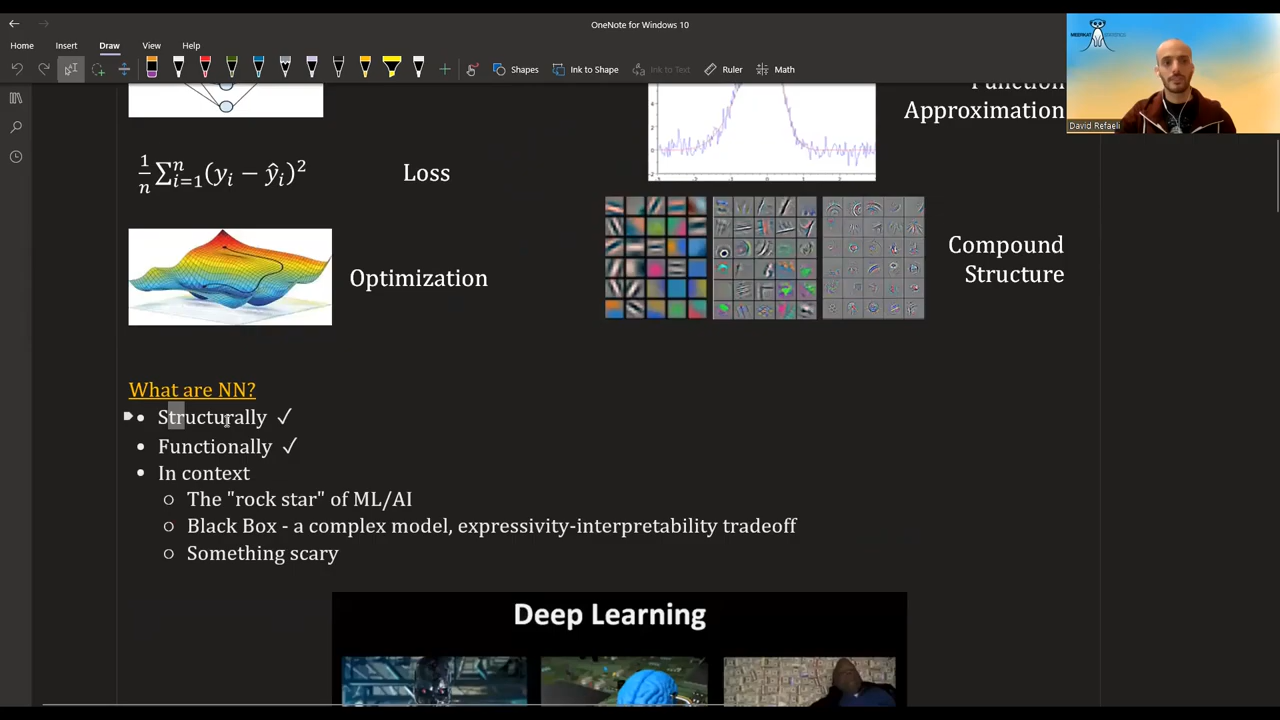 OneNote for Windows 10
Home Insert Draw View Help
Shapes Ink to Shape Ink to Text Ruler Math
David Refaeli
Function
Approximation
$\frac{1}{n}\sum_{i=1}^{n}(y_i - \hat{y}_i)^2$
Loss
Optimization
Compound
Structure
What are NN?
• Structurally ✓
• Functionally ✓
• In context
○ The "rock star" of ML/AI
○ Black Box - a complex model, expressivity-interpretability tradeoff
○ Something scary
Deep Learning